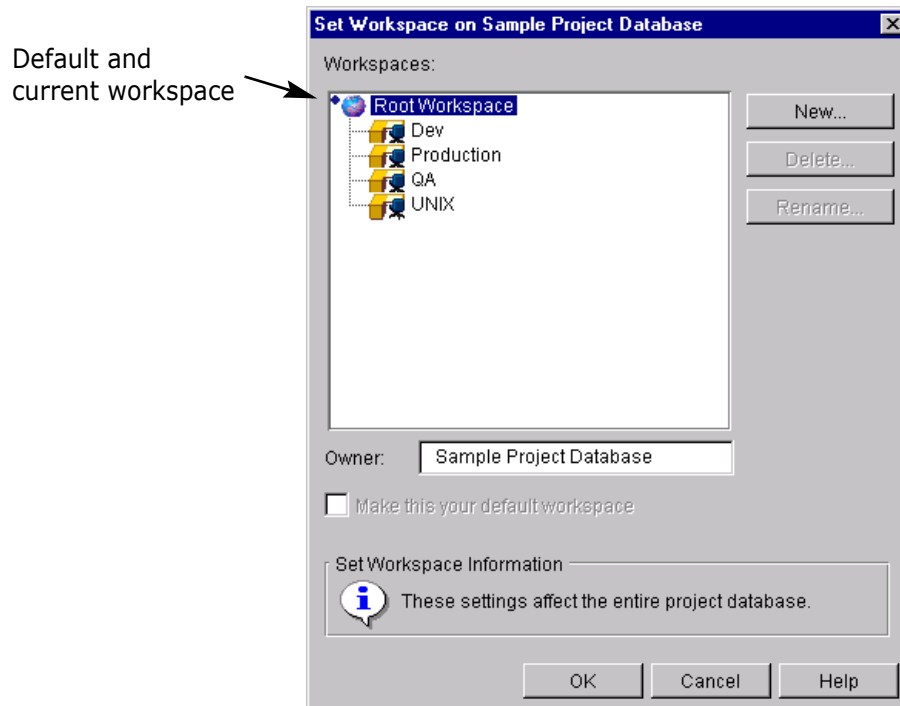 Set Workspace on Sample Project Database
Default and
current workspace
Workspaces:
Root Workspace
Dev
Production
QA
UNIX
New...
Delete...
Rename...
Owner:
Sample Project Database
Make this your default workspace
Set Workspace Information
These settings affect the entire project database.
OK
Cancel
Help